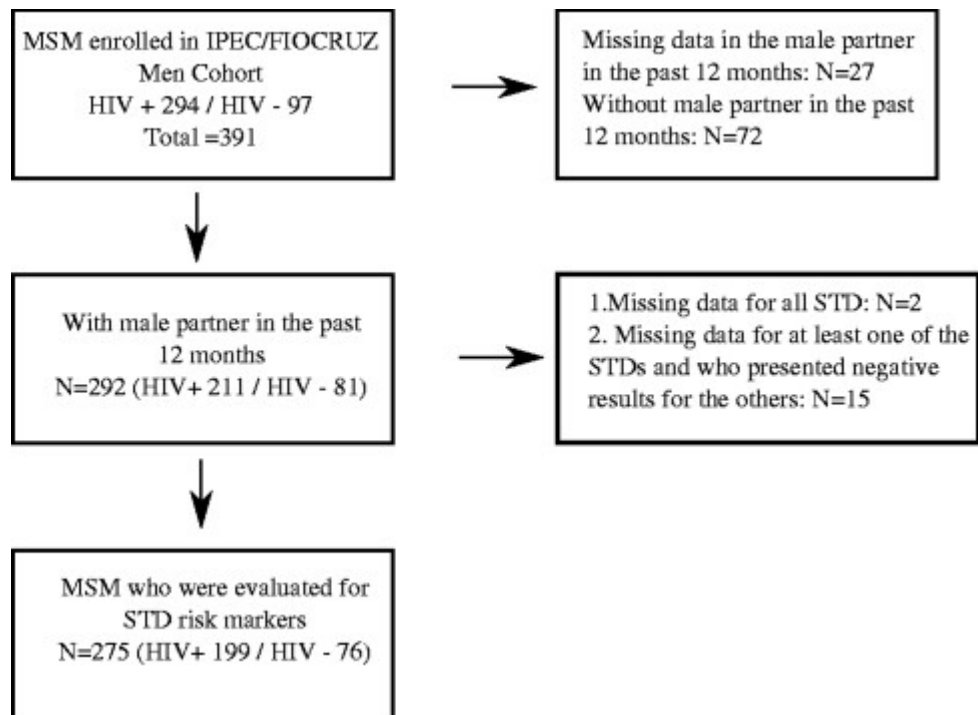 MSM enrolled in IPEC/FIOCRUZ
Men Cohort
HIV + 294 / HIV - 97
Total =391
Missing data in the male partner
in the past 12 months: N=27
Without male partner in the past
12 months: N=72
With male partner in the past
12 months
N=292 (HIV+ 211 / HIV - 81)
1.Missing data for all STD: N=2
2. Missing data for at least one of the
STDs and who presented negative
results for the others: N=15
MSM who were evaluated for
STD risk markers
N=275 (HIV+ 199 / HIV - 76)